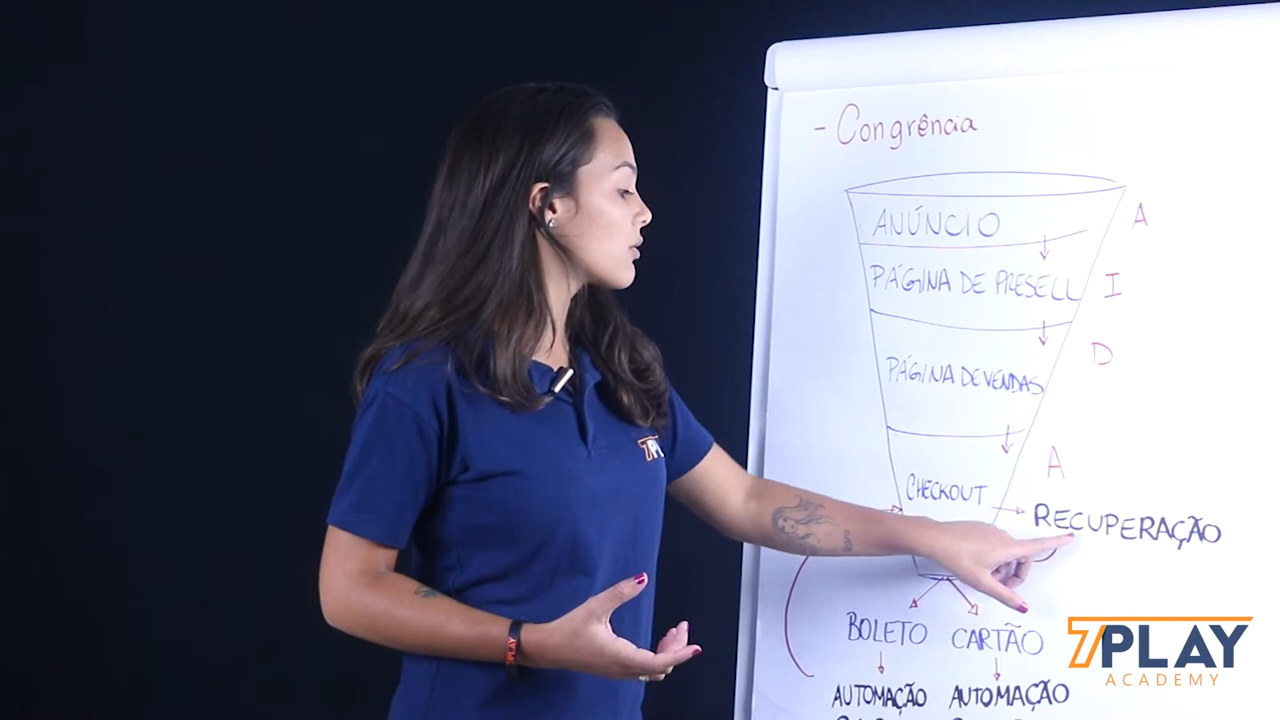 - Congrência
ANÚNCIO
A
PÁGINA DE PRESELL
I
D
PÁGINA DE VENDAS
A
CHECKOUT
RECUPERAÇÃO
BOLETO CARTÃO
AUTOMAÇÃO AUTOMAÇÃO
7PLAY
ACADEMY